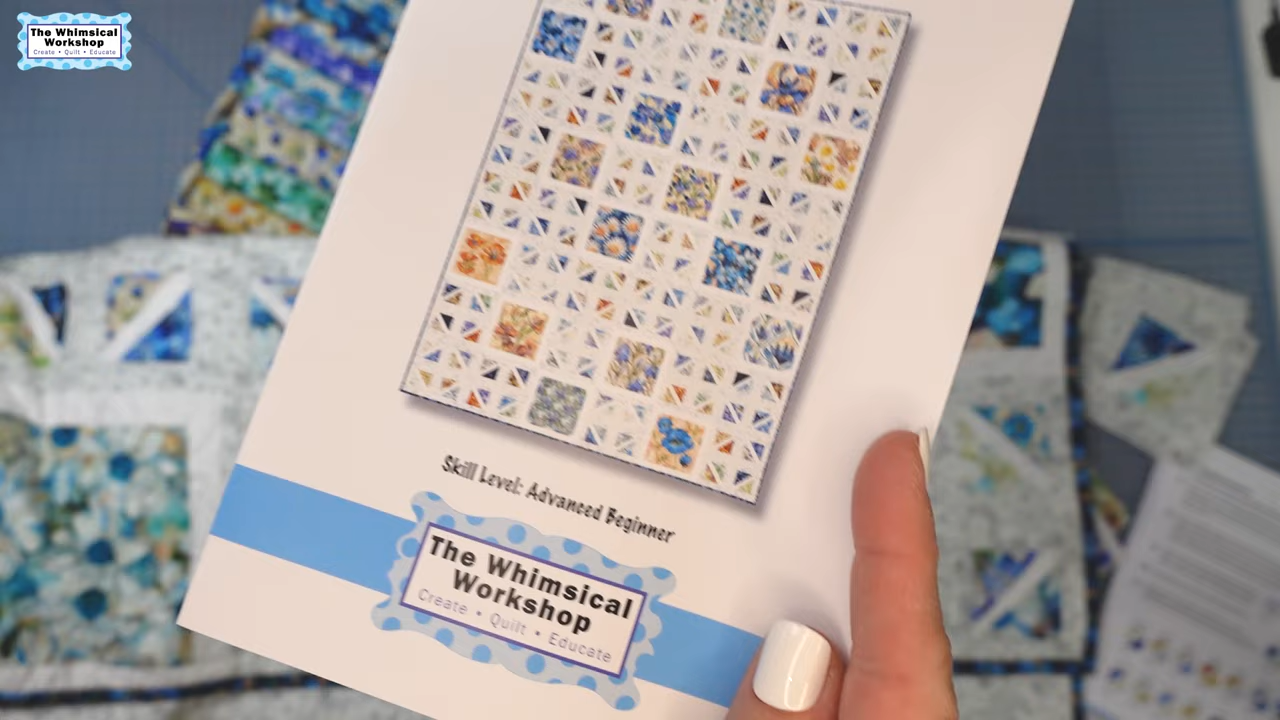 The Whimsical
Workshop
Create • Quilt • Educate
Skill Level: Advanced Beginner
The Whimsical
Workshop
Create • Quilt • Educate